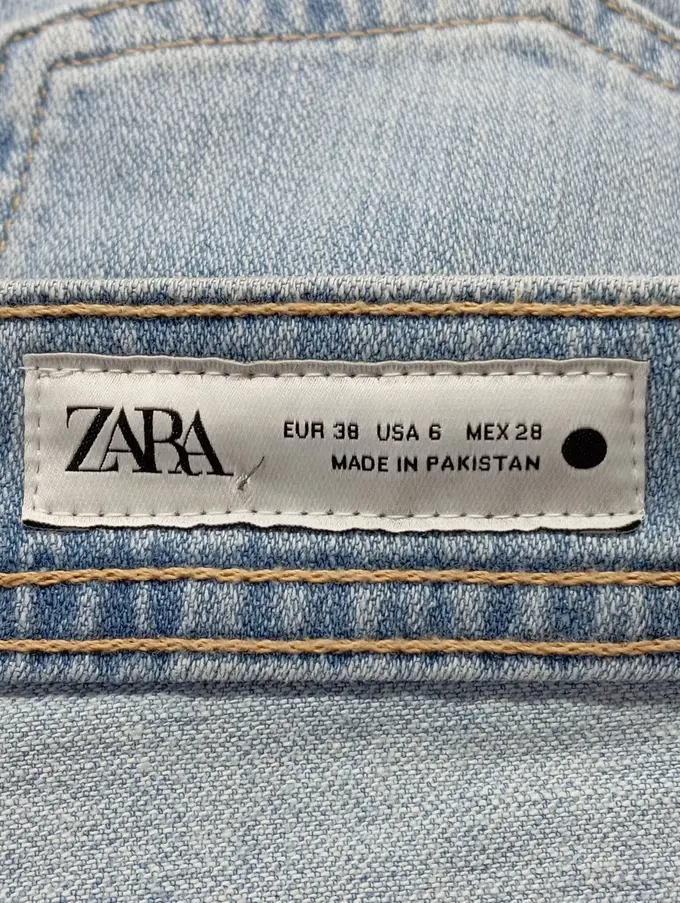 ZARA
EUR 38 USA 6 MEX 28
MADE IN PAKISTAN